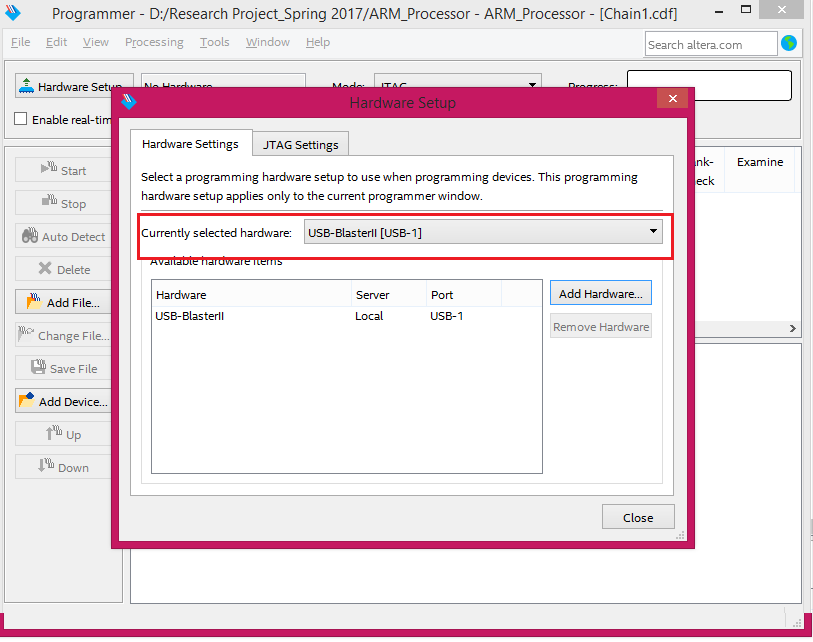 Programmer - D:/Research Project_Spring 2017/ARM_Processor - ARM_Processor - [Chain1.cdf]
File Edit View Processing Tools Window Help
Search altera.com
Hardware Setup... No Hardware Mode: JTAG Progress:
Enable real-tim
Hardware Setup
Hardware Settings JTAG Settings
Select a programming hardware setup to use when programming devices. This programming
hardware setup applies only to the current programmer window.
Currently selected hardware: USB-BlasterII [USB-1]
Available hardware items
Hardware Server Port
USB-BlasterII Local USB-1
Add Hardware...
Remove Hardware
Close
Start
Stop
Auto Detect
Delete
Add File...
Change File...
Save File
Add Device...
Up
Down
nk-
eck
Examine